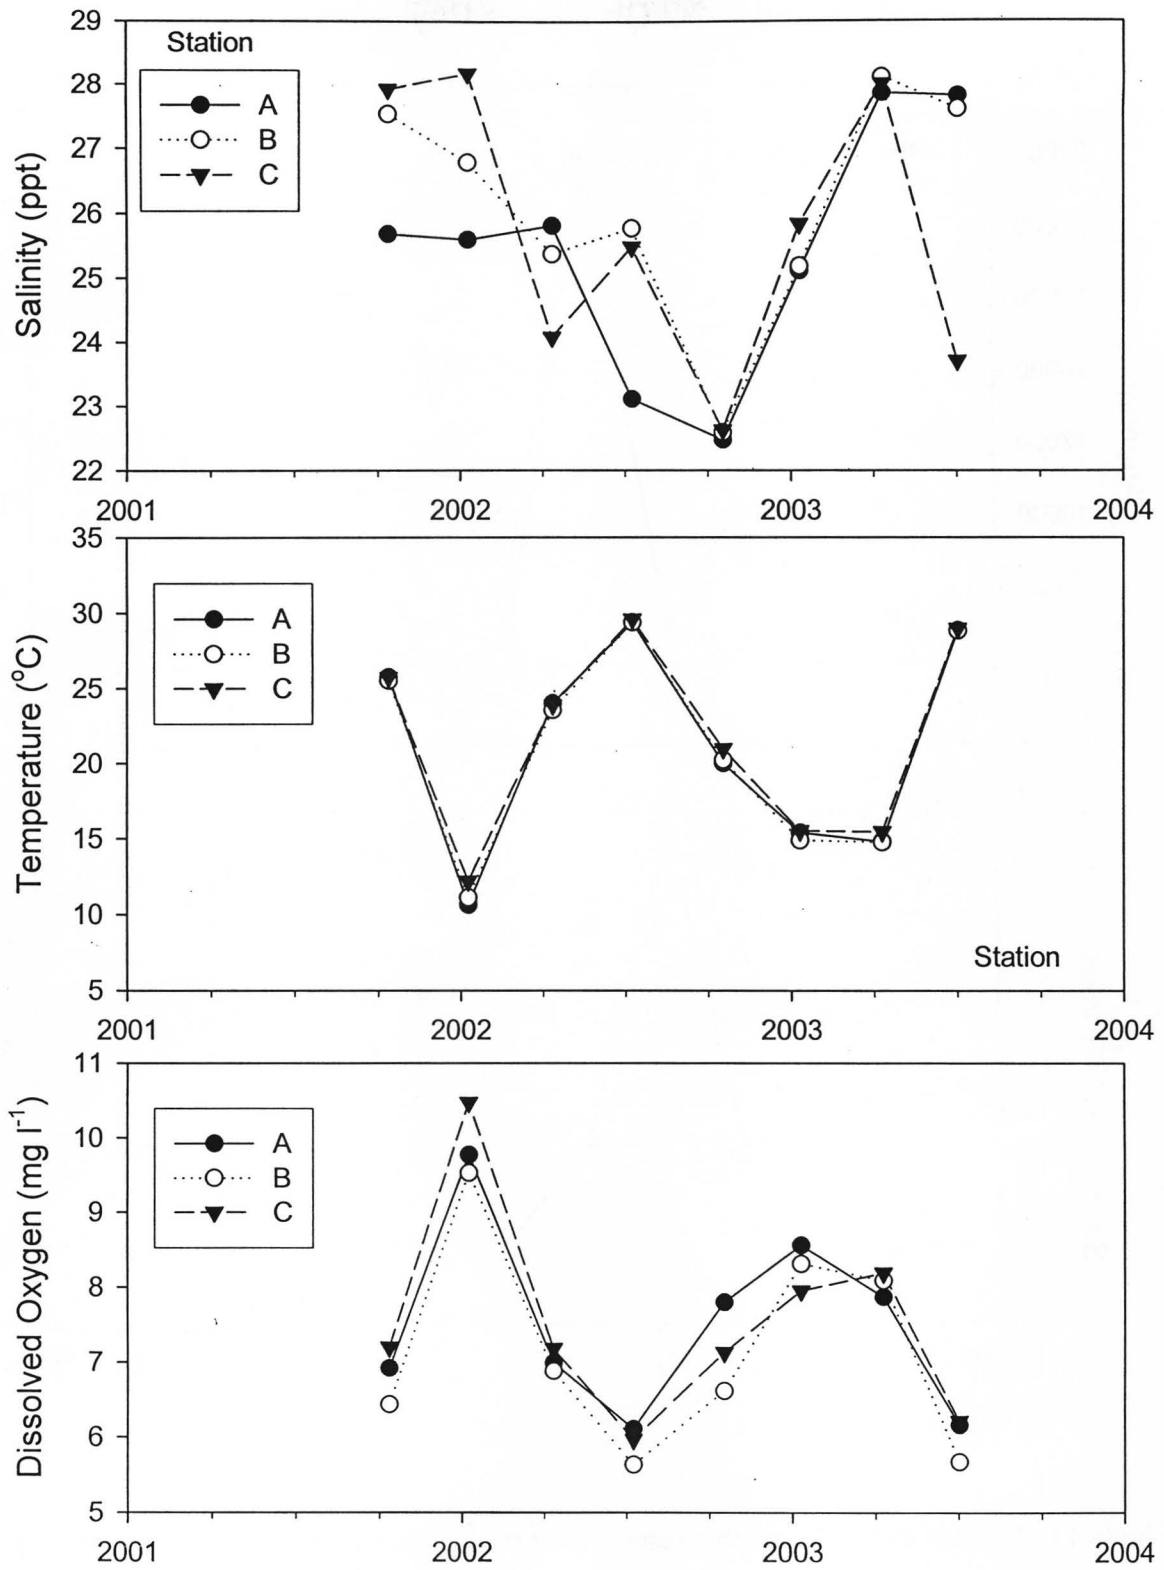 29
Station
28
A
27
B
C
26
25
24
23
22
Salinity (ppt)
2001 2002 2003 2004
35
30
A
B
25
C
20
15
10
Station
5
Temperature (°C)
2001 2002 2003 2004
11
10
A
B
9
C
8
7
6
5
Dissolved Oxygen (mg l⁻¹)
2001 2002 2003 2004